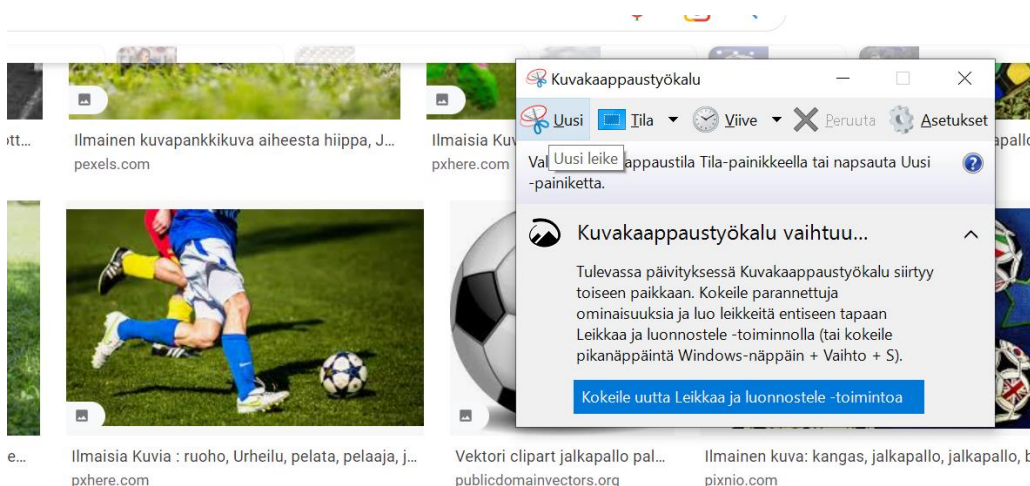 Kuvakaappaustyökalu
Uusi Tila Viive Peruuta Asetukset
Uusi leike
appaustila Tila-painikkeella tai napsauta Uusi
-painiketta.
Kuvakaappaustyökalu vaihtuu...
Tulevassa päivityksessä Kuvakaappaustyökalu siirtyy
toiseen paikkaan. Kokeile parannettuja
ominaisuuksia ja luo leikkeitä entiseen tapaan
Leikkaa ja luonnostele -toiminnolla (tai kokeile
pikanäppäintä Windows-näppäin + Vaihto + S).
Kokeile uutta Leikkaa ja luonnostele -toimintoa
Ilmainen kuvapankkikuva aiheesta hiippa, J...
pexels.com
Ilmaisia
pxhere.com
Ilmaisia Kuvia : ruoho, Urheilu, pelata, pelaaja, j...
pxhere.com
Vektori clipart jalkapallo pal...
publicdomainvectors.org
Ilmainen kuva: kangas, jalkapallo, jalkapallo, b
pixnio.com